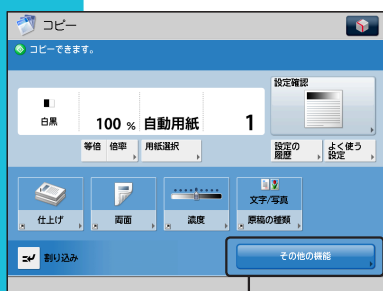 コピー
コピーできます。
設定確認
白黒 100 % 自動用紙 1
等倍 倍率 用紙選択
設定の
履歴
よく使う
設定
文字/写真
仕上げ 両面 濃度 原稿の種類
割り込み その他の機能